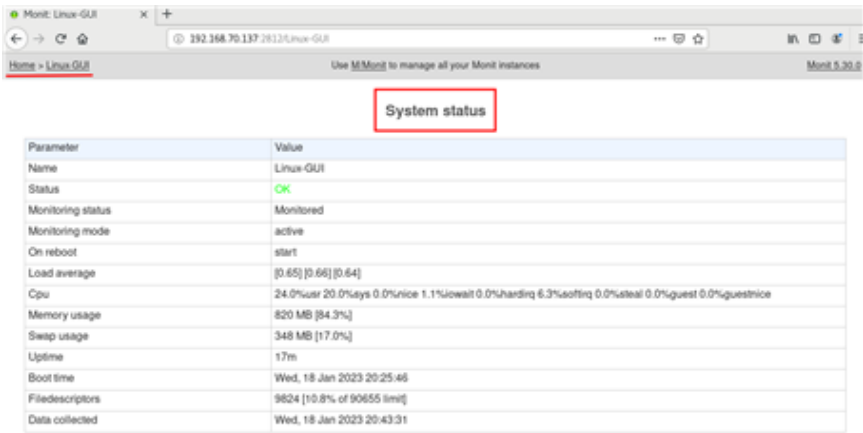 Monit: Linux-GUI × +
192.168.70.137:2812/Linux-GUI
Home > Linux-GUI Use M/Monit to manage all your Monit instances Monit 5.30.0
System status
Parameter Value
Name Linux-GUI
Status OK
Monitoring status Monitored
Monitoring mode active
On reboot start
Load average [0.65] [0.66] [0.64]
Cpu 24.0%usr 20.0%sys 0.0%nice 1.1%iowait 0.0%hardirq 6.3%softirq 0.0%steal 0.0%guest 0.0%guestnice
Memory usage 820 MB [84.3%]
Swap usage 348 MB [17.0%]
Uptime 17m
Boot time Wed, 18 Jan 2023 20:25:46
Filedescriptors 9824 [10.8% of 90655 limit]
Data collected Wed, 18 Jan 2023 20:43:31